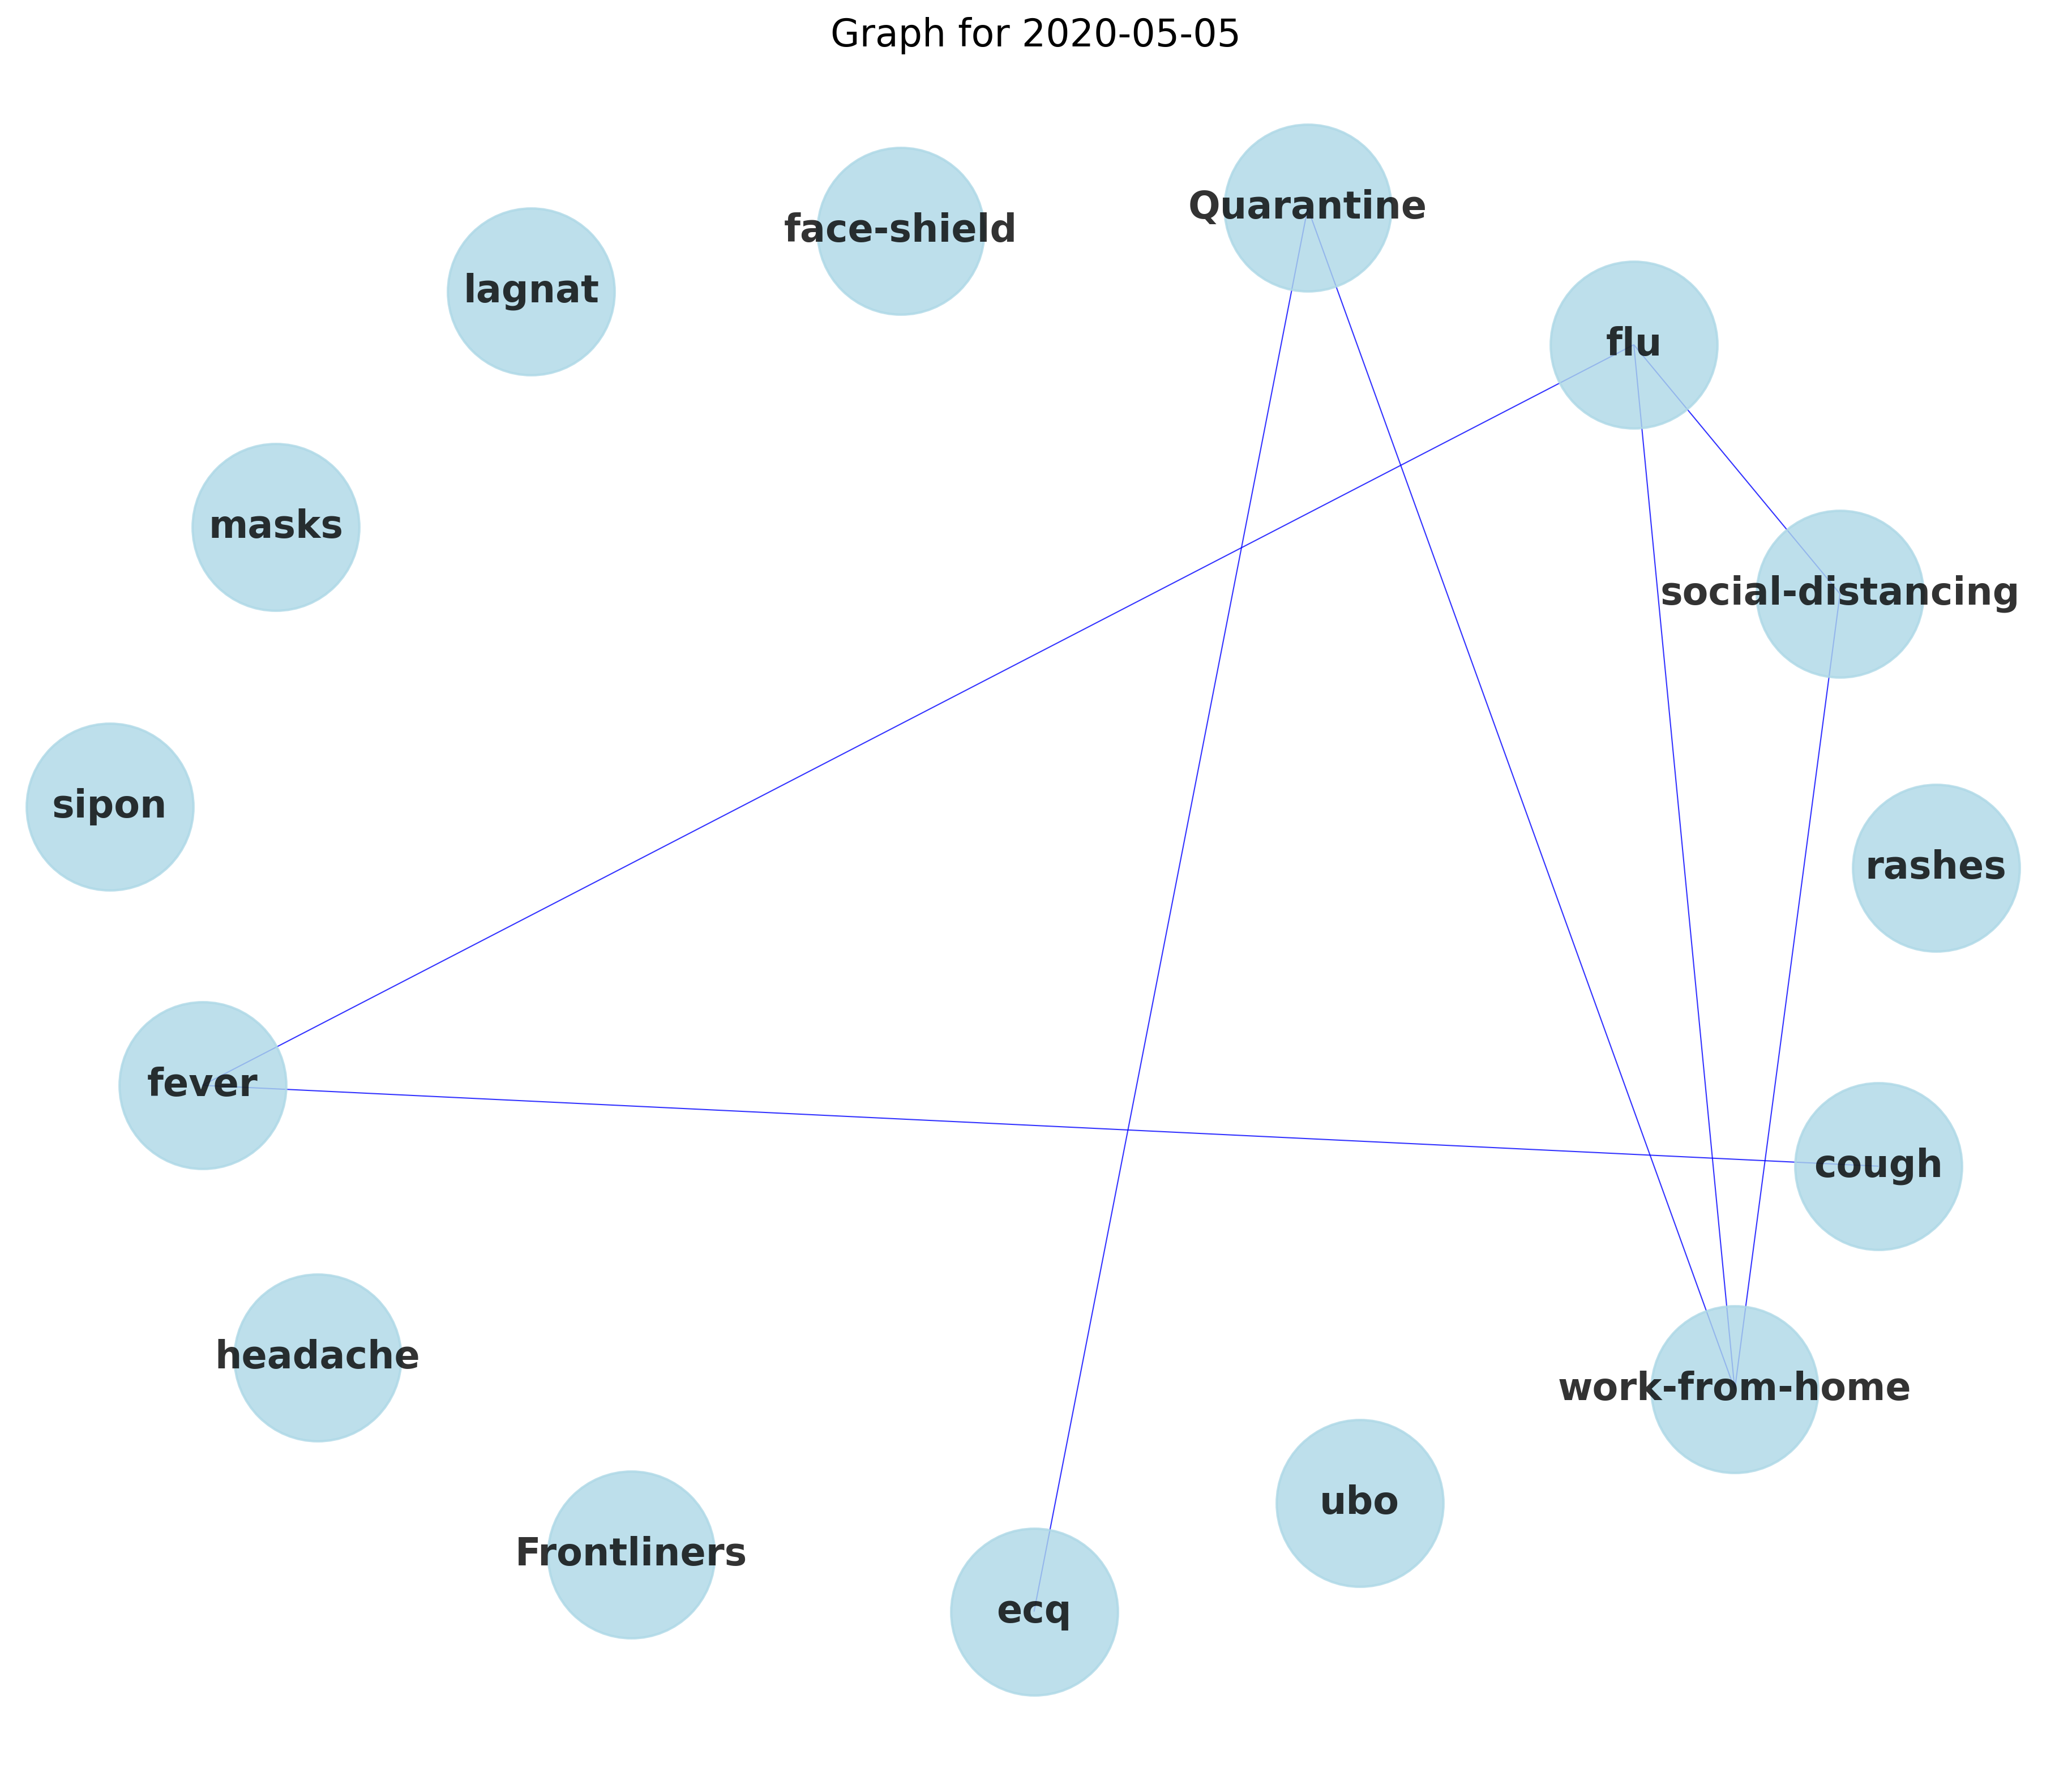 Graph for 2020-05-05
Quarantine
face-shield
lagnat
flu
masks
social-distancing
sipon
rashes
fever
cough
headache
work-from-home
ubo
Frontliners
ecq